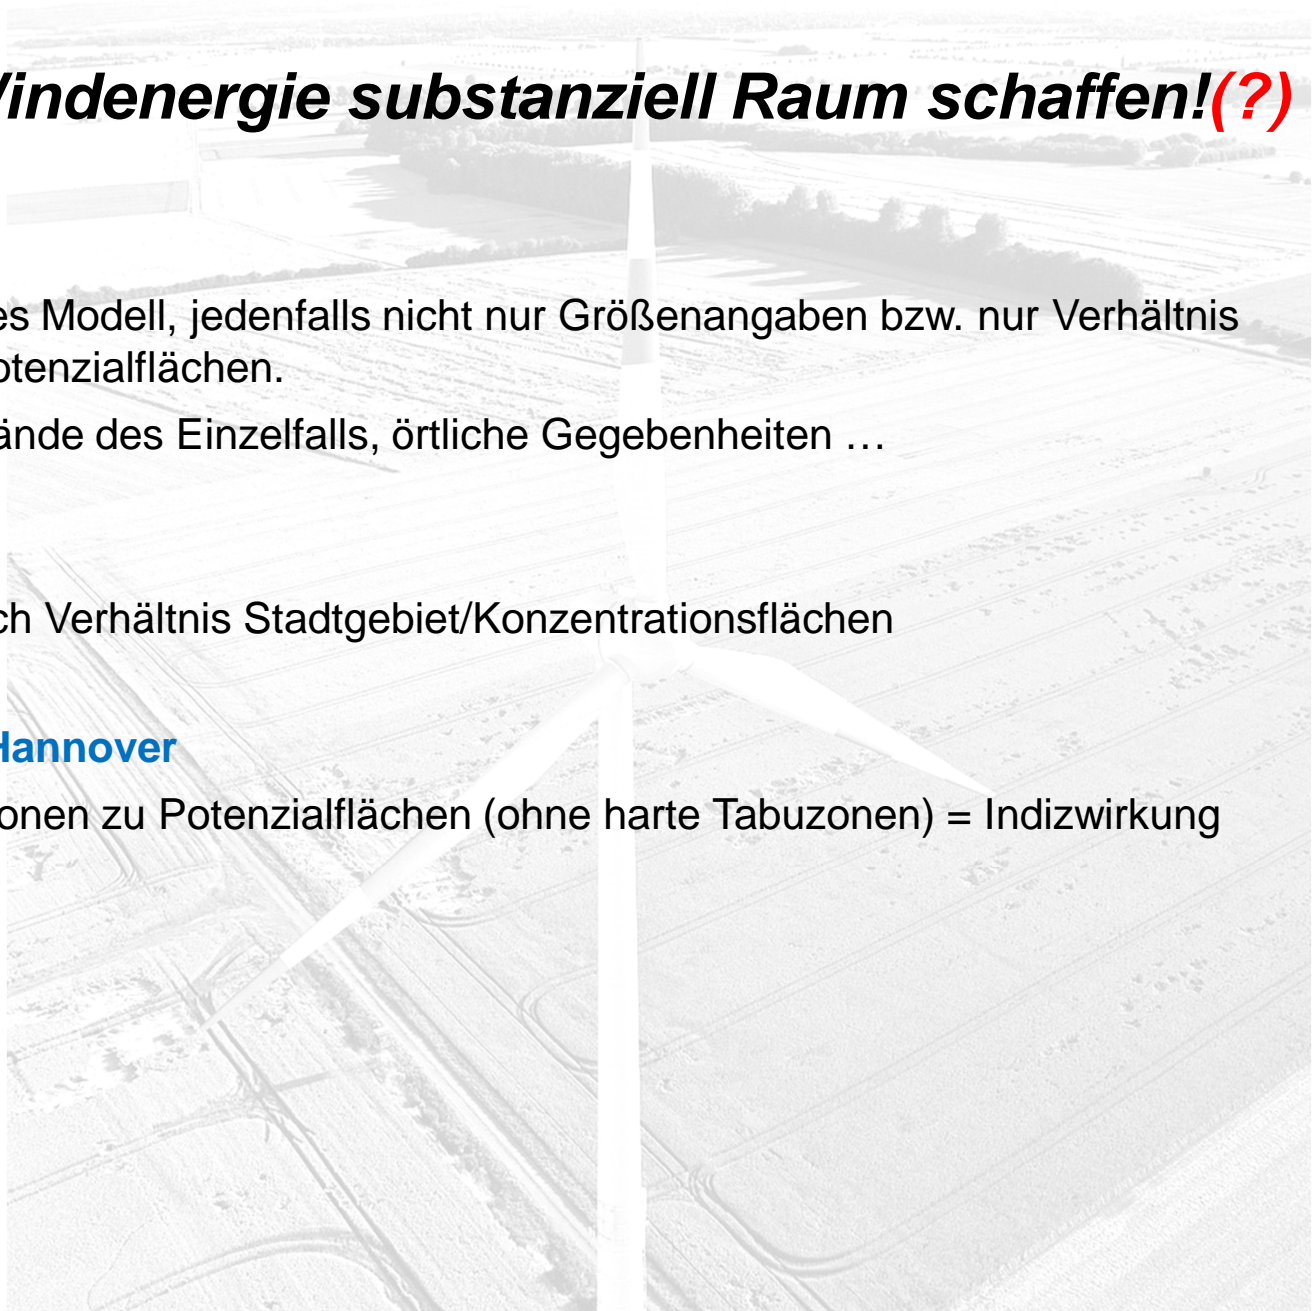 indenergie substanziell Raum schaffen!(?)
es Modell, jedenfalls nicht nur Größenangaben bzw. nur Verhältnis
otenzialflächen.
ände des Einzelfalls, örtliche Gegebenheiten …
ch Verhältnis Stadtgebiet/Konzentrationsflächen
Hannover
onen zu Potenzialflächen (ohne harte Tabuzonen) = Indizwirkung